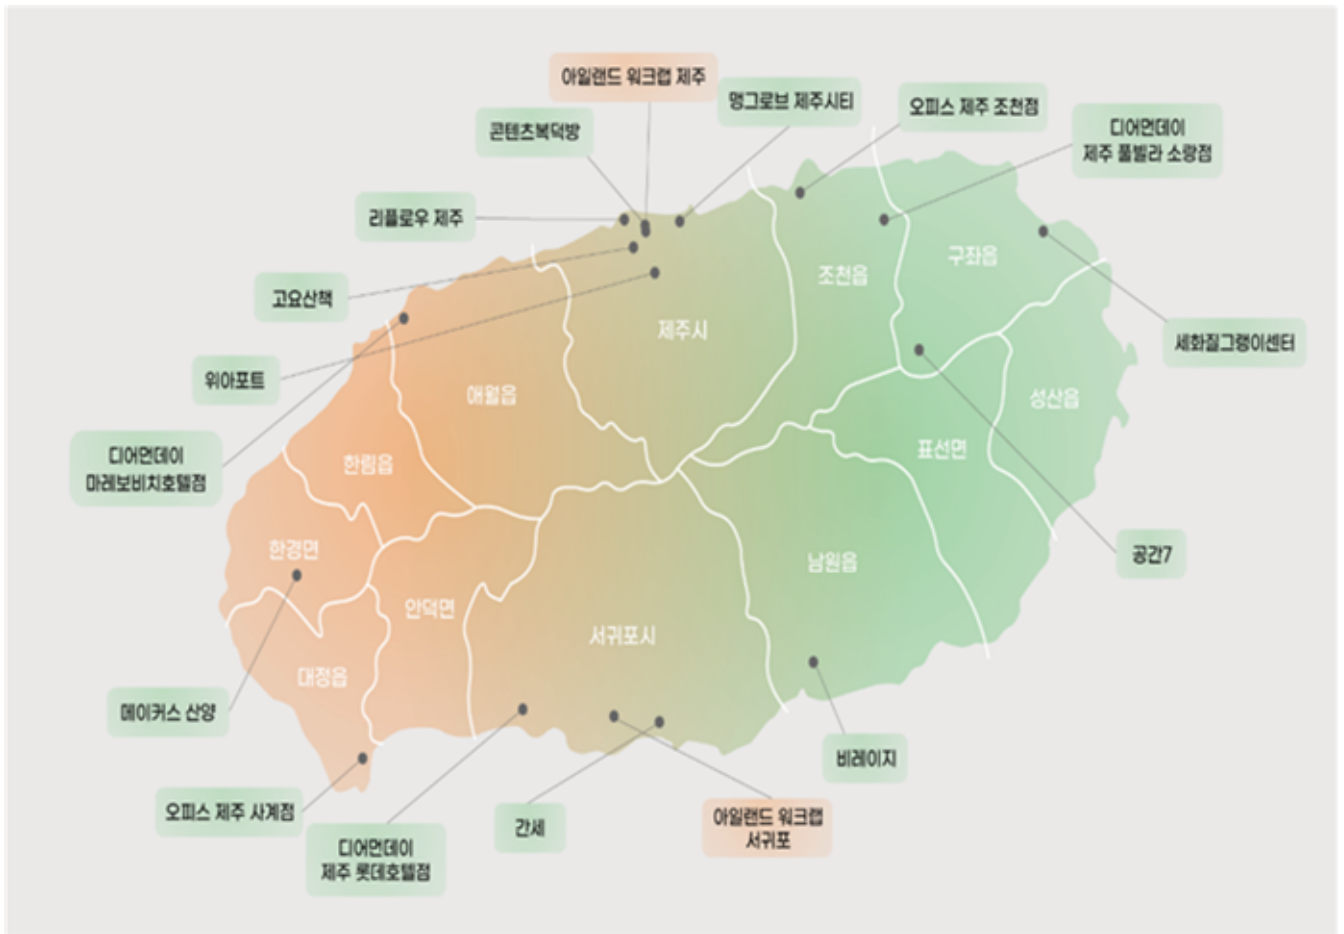 아일랜드 워크랩 제주
맹그로브 제주시티
오피스 제주 조천점
콘텐츠복덕방
디어먼데이
제주 풀빌라 소랑점
리플로우 제주
구좌읍
조천읍
고요산책
제주시
세화질그랭이센터
위아포트
애월읍
성산읍
표선면
디어먼데이
마레보비치호텔점
한림읍
한경면
공간7
남원읍
안덕면
서귀포시
대정읍
메이커스 산양
비레이지
오피스 제주 사계점
간세
아일랜드 워크랩
서귀포
디어먼데이
제주 롯데호텔점